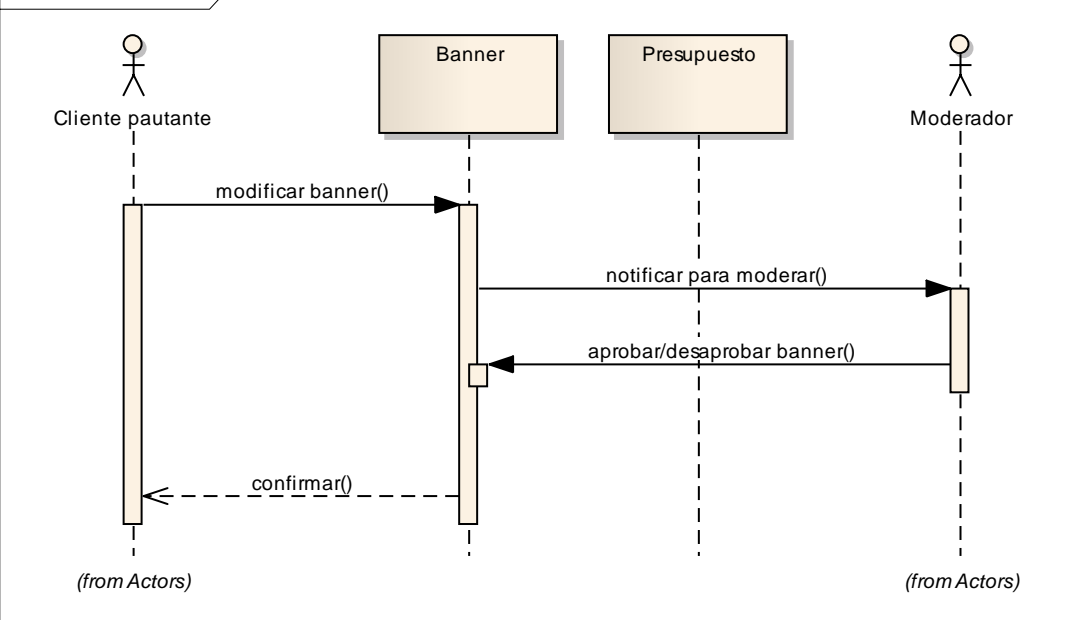 Banner
Presupuesto
Cliente pautante
Moderador
modificar banner()
notificar para moderar()
aprobar/desaprobar banner()
confirmar()
(from Actors)
(from Actors)